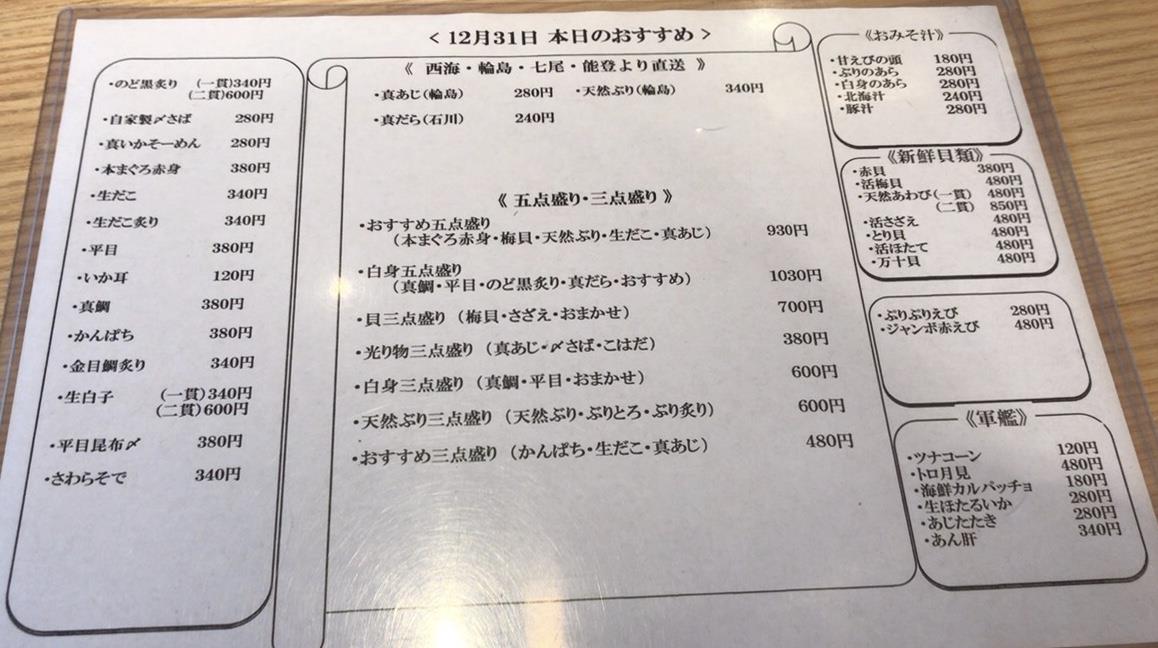 < 12月31日 本日のおすすめ >
・のど黒炙り (一貫)340円
(二貫)600円
・自家製〆さば 280円
・真いかそーめん 280円
・本まぐろ赤身 380円
・生だこ 340円
・生だこ炙り 340円
・平目 380円
・いか耳 120円
・真鯛 380円
・かんぱち 380円
・金目鯛炙り 340円
・生白子 (一貫)340円
(二貫)600円
・平目昆布〆 380円
・さわらそで 340円
《 西海・輪島・七尾・能登より直送 》
・真あじ(輪島) 280円 ・天然ぶり(輪島) 340円
・真だら(石川) 240円
《 五点盛り・三点盛り 》
・おすすめ五点盛り
(本まぐろ赤身・梅貝・天然ぶり・生だこ・真あじ) 930円
・白身五点盛り
(真鯛・平目・のど黒炙り・真だら・おすすめ) 1030円
・貝三点盛り (梅貝・さざえ・おまかせ) 700円
・光り物三点盛り (真あじ・〆さば・こはだ) 380円
・白身三点盛り (真鯛・平目・おまかせ) 600円
・天然ぶり三点盛り (天然ぶり・ぶりとろ・ぶり炙り) 600円
・おすすめ三点盛り (かんぱち・生だこ・真あじ) 480円
《おみそ汁》
・甘えびの頭 180円
・ぶりのあら 280円
・白身のあら 280円
・北海汁 240円
・豚汁 280円
《新鮮貝類》
・赤貝 380円
・活梅貝 480円
・天然あわび(一貫) 480円
(二貫) 850円
・活さざえ 480円
・とり貝 480円
・活ほたて 480円
・万十貝 480円
・ぷりぷりえび 280円
・ジャンボ赤えび 480円
《軍艦》
・ツナコーン 120円
・トロ月見 480円
・海鮮カルパッチョ 180円
・生ほたるいか 280円
・あじたたき 280円
・あん肝 340円